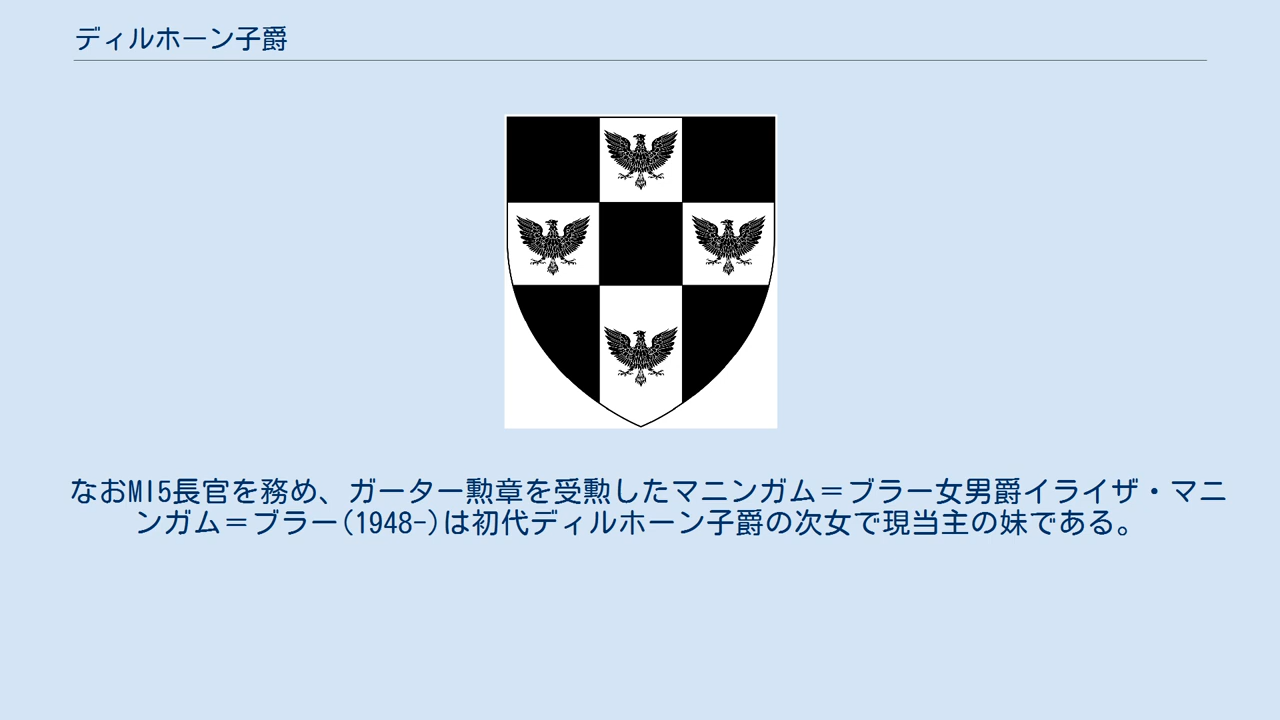 ディルホーン子爵
なおMI5長官を務め、ガーター勲章を受勲したマニンガム＝ブラー女男爵イライザ・マニ
ンガム＝ブラー(1948-)は初代ディルホーン子爵の次女で現当主の妹である。